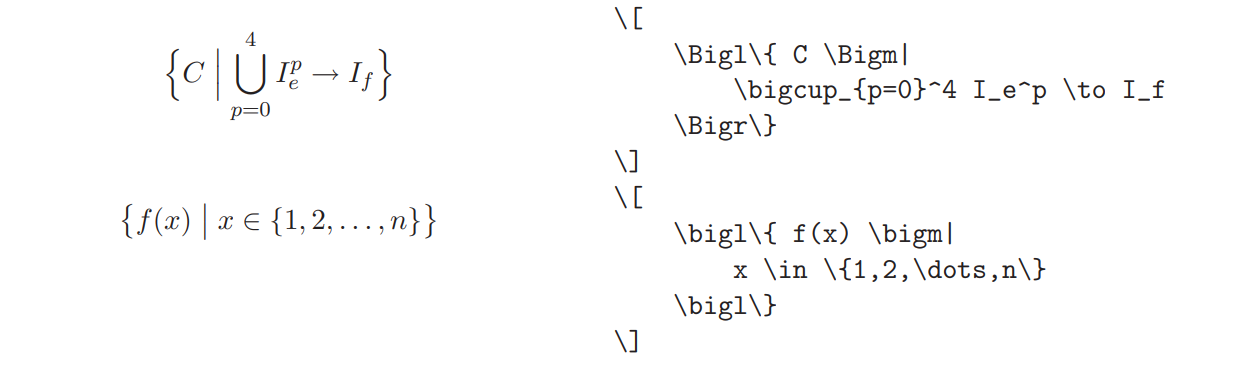 4
{C | ⋃ I_e^p → I_f}
p=0
{f(x) | x ∈ {1, 2, . . . , n}}
\[
\Bigl\{ C \Bigm|
\bigcup_{p=0}^4 I_e^p \to I_f
\Bigr\}
\]
\[
\bigl\{ f(x) \bigm|
x \in \{1,2,\dots,n\}
\bigl\}
\]